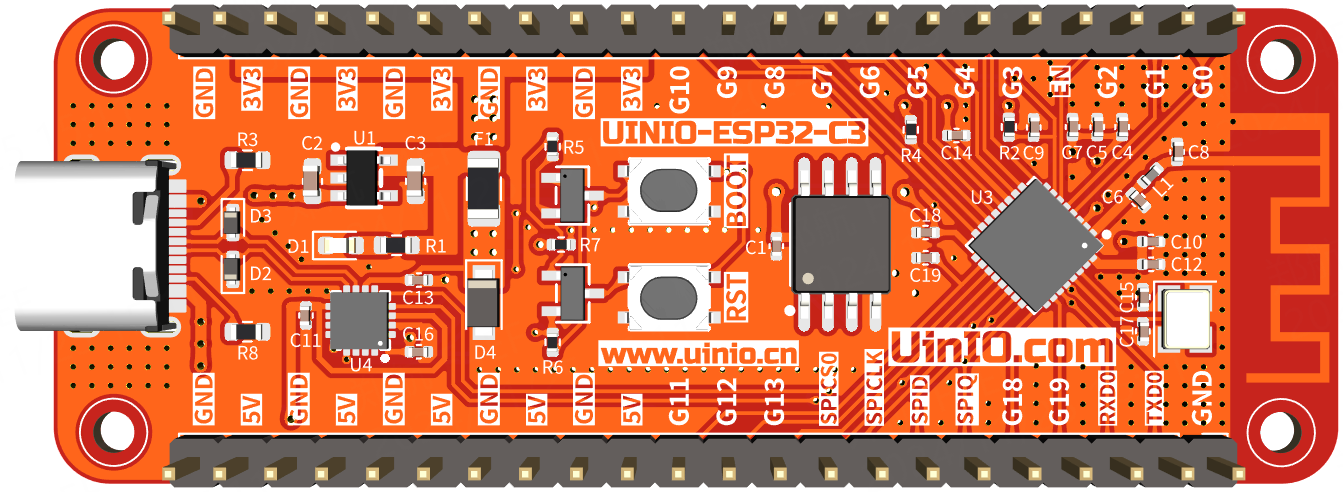 GND 3V3 GND 3V3 GND 3V3 GND 3V3 GND 3V3 G10 G9 G8 G7 G6 G5 G4 G3 EN G2 G1 G0
UINIO-ESP32-C3
R3 C2 U1 C3 F1 R5 R4 C14 R2 C9 C7 C5 C4 C8
BOOT
U3 C6 L1
D3 D1 R1 R7 C1 C18 C10
D2 C19 C12
C13 RST C15
C11 C16 C17
R8 U4 D4 R6
www.uinio.cn
UiniO.com
GND 5V GND 5V GND 5V GND 5V GND 5V G11 G12 G13 SPICS0 SPICLK SPID SPIQ G18 G19 RXD0 TXD0 GND